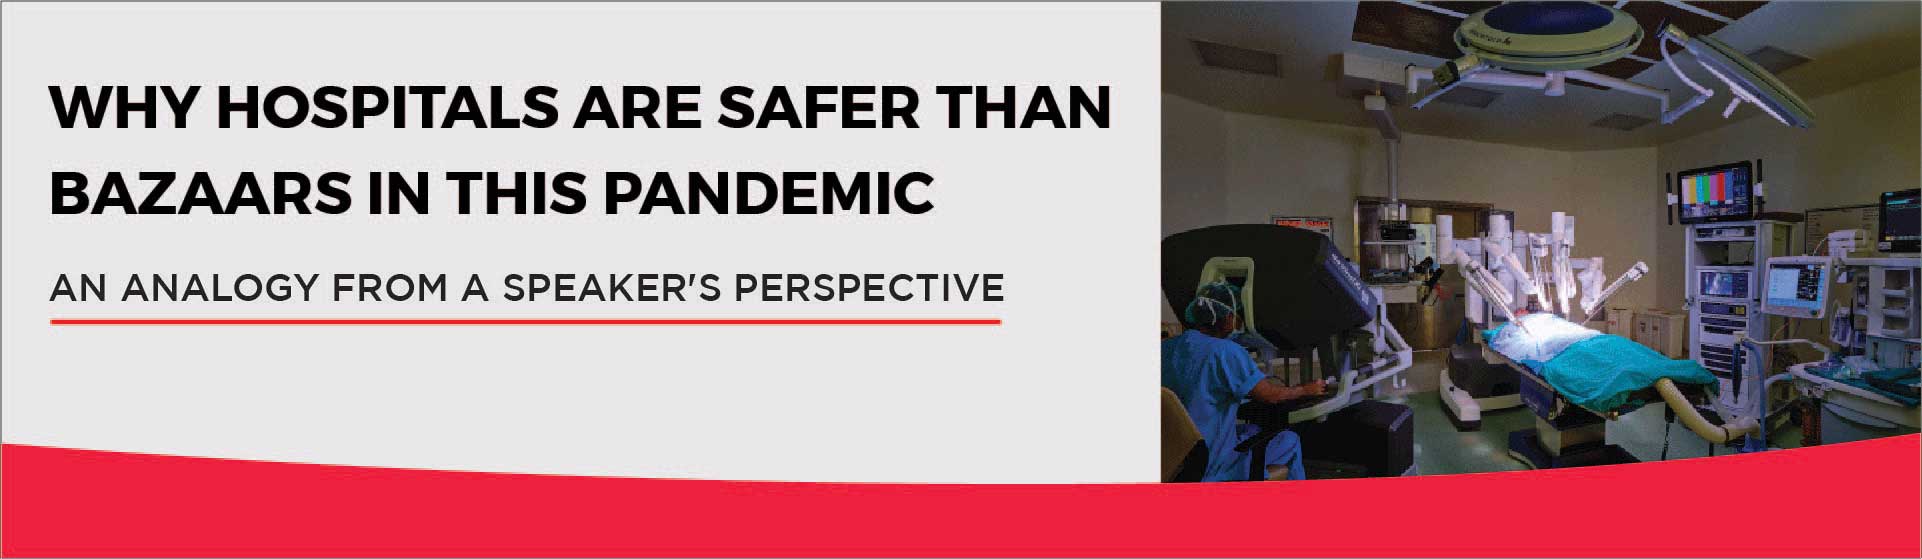 WHY HOSPITALS ARE SAFER THAN
BAZAARS IN THIS PANDEMIC
AN ANALOGY FROM A SPEAKER'S PERSPECTIVE